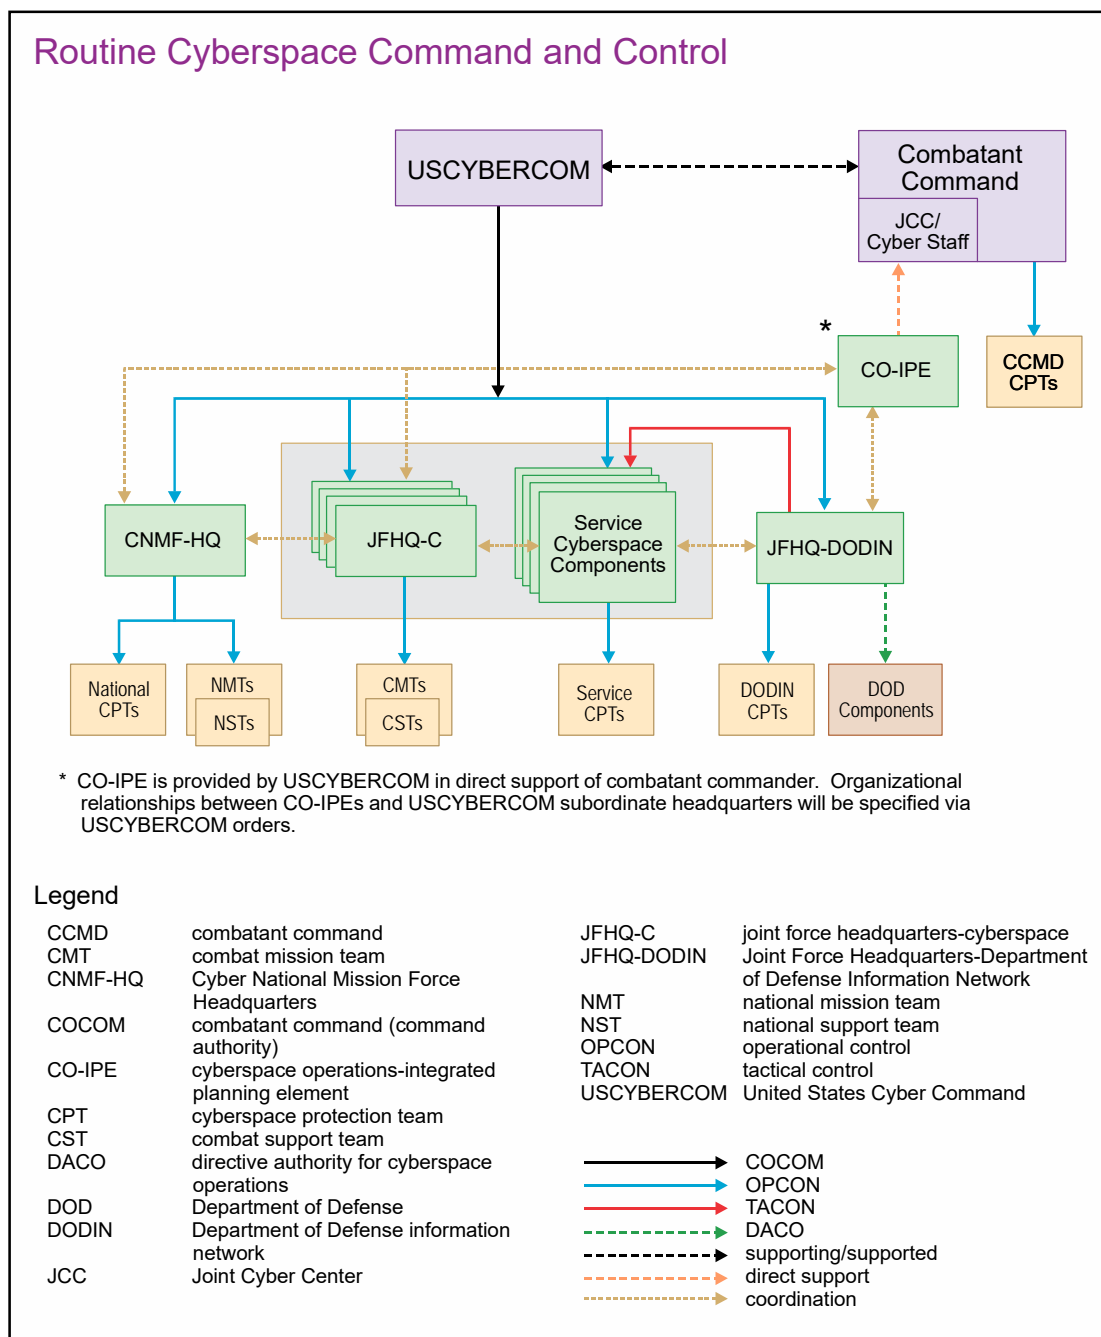 Routine Cyberspace Command and Control
USCYBERCOM
Combatant
Command
JCC/
Cyber Staff
*
CO-IPE
CCMD
CPTs
CNMF-HQ
JFHQ-C
Service
Cyberspace
Components
JFHQ-DODIN
National
CPTs
NMTs
NSTs
CMTs
CSTs
Service
CPTs
DODIN
CPTs
DOD
Components
* CO-IPE is provided by USCYBERCOM in direct support of combatant commander. Organizational
relationships between CO-IPEs and USCYBERCOM subordinate headquarters will be specified via
USCYBERCOM orders.
Legend
CCMD combatant command
CMT combat mission team
CNMF-HQ Cyber National Mission Force
Headquarters
COCOM combatant command (command
authority)
CO-IPE cyberspace operations-integrated
planning element
CPT cyberspace protection team
CST combat support team
DACO directive authority for cyberspace
operations
DOD Department of Defense
DODIN Department of Defense information
network
JCC Joint Cyber Center
JFHQ-C joint force headquarters-cyberspace
JFHQ-DODIN Joint Force Headquarters-Department
of Defense Information Network
NMT national mission team
NST national support team
OPCON operational control
TACON tactical control
USCYBERCOM United States Cyber Command
COCOM
OPCON
TACON
DACO
supporting/supported
direct support
coordination